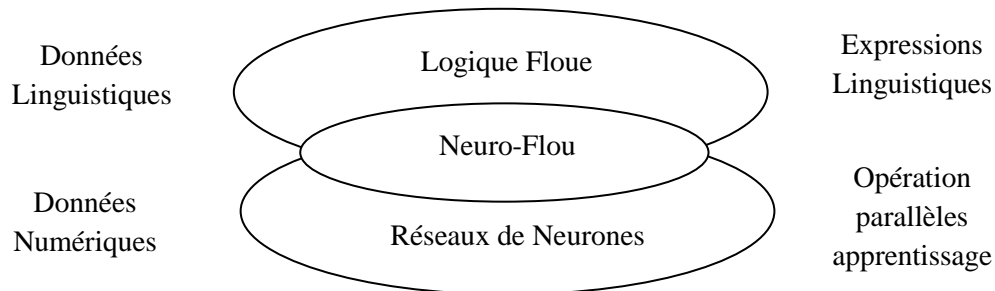 Données
Linguistiques
Logique Floue
Expressions
Linguistiques
Neuro-Flou
Données
Numériques
Réseaux de Neurones
Opération
parallèles
apprentissage